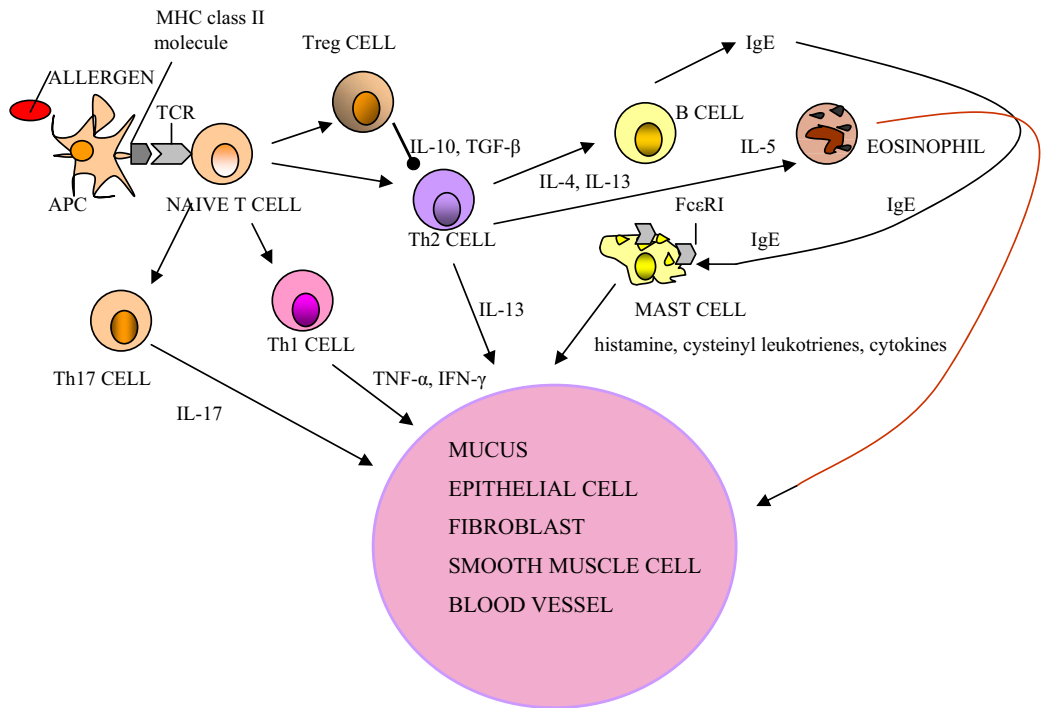 MHC class II
molecule
Treg CELL
IgE
ALLERGEN
TCR
B CELL
IL-10, TGF-β
IL-5
EOSINOPHIL
IL-4, IL-13
APC
NAIVE T CELL
FcεRI
IgE
Th2 CELL
IgE
IL-13
MAST CELL
Th1 CELL
histamine, cysteinyl leukotrienes, cytokines
Th17 CELL
TNF-α, IFN-γ
IL-17
MUCUS
EPITHELIAL CELL
FIBROBLAST
SMOOTH MUSCLE CELL
BLOOD VESSEL